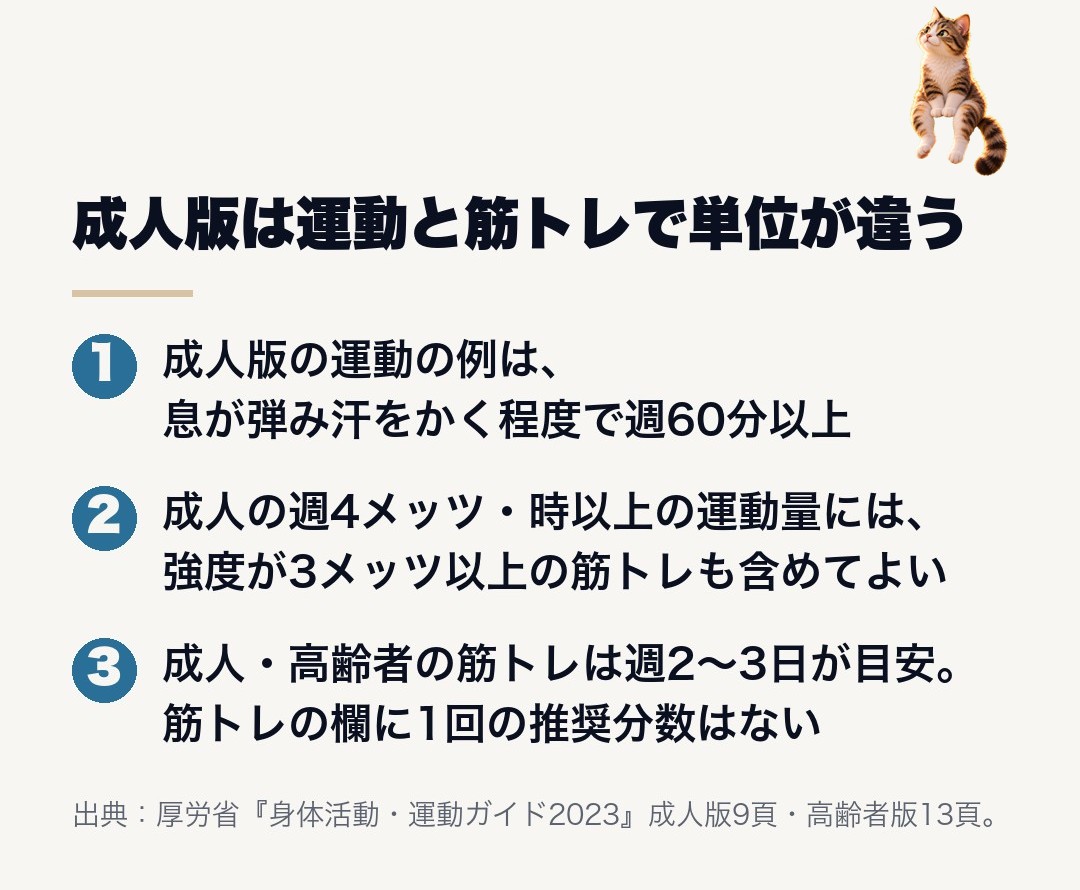 成人版は運動と筋トレで単位が違う
1 成人版の運動の例は、
息が弾み汗をかく程度で週60分以上
2 成人の週4メッツ・時以上の運動量には、
強度が3メッツ以上の筋トレも含めてよい
3 成人・高齢者の筋トレは週2〜3日が目安。
筋トレの欄に1回の推奨分数はない
出典：厚労省『身体活動・運動ガイド2023』成人版9頁・高齢者版13頁。